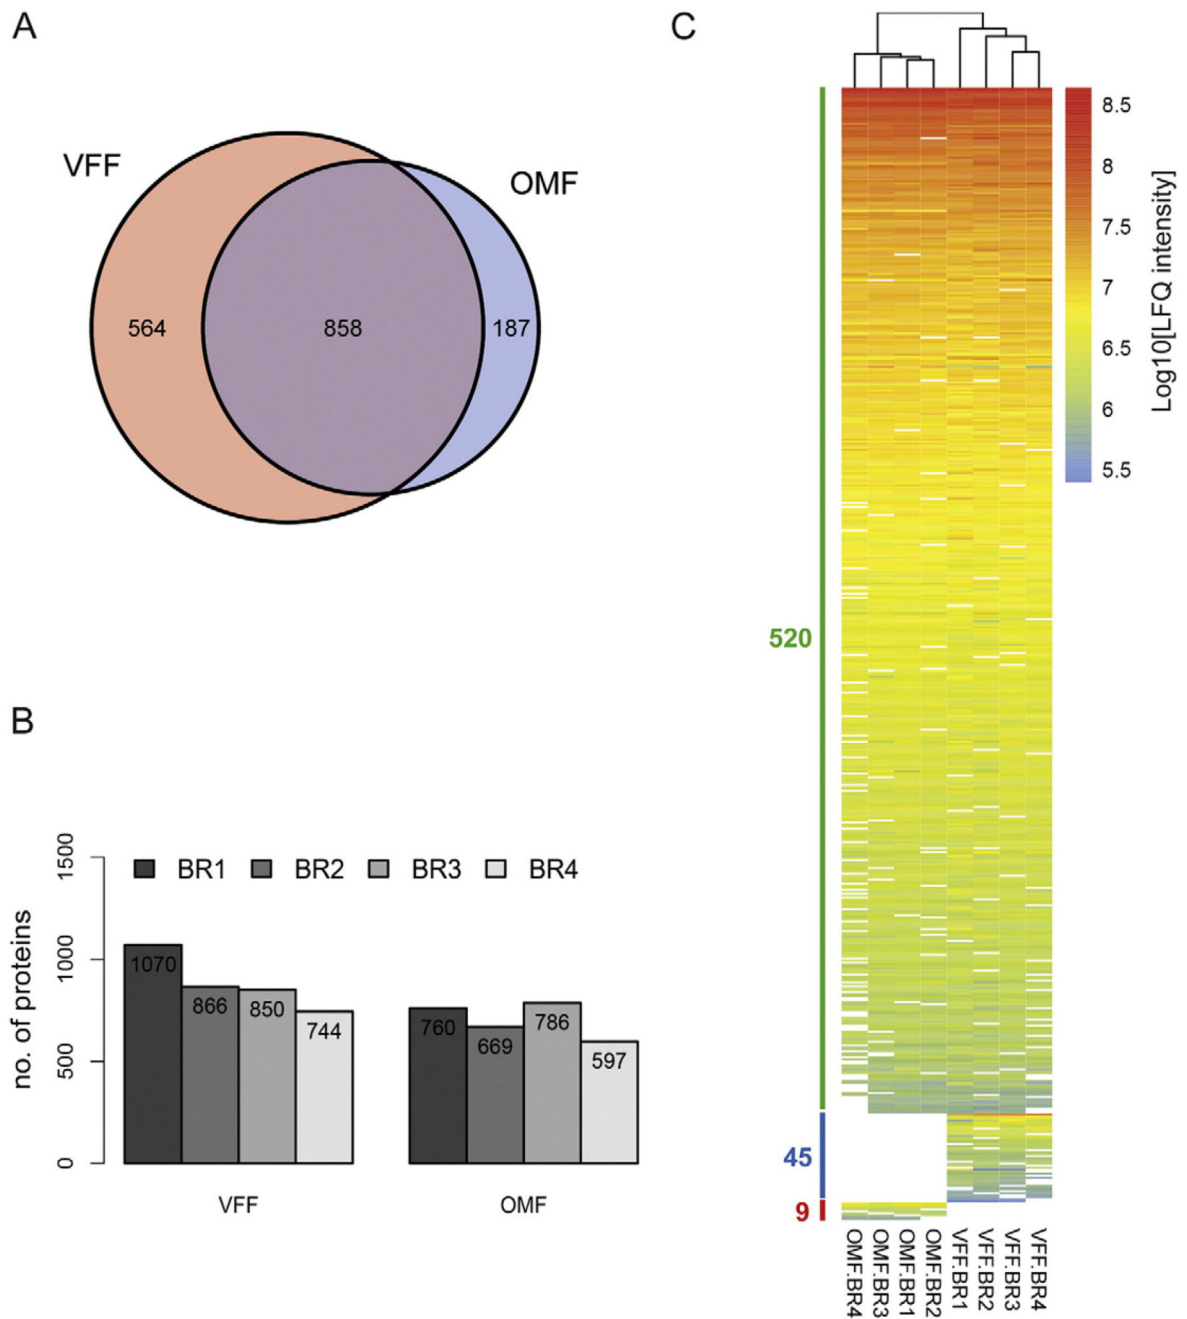 A
VFF
OMF
564
858
187
B
no. of proteins
1500
1000
500
0
BR1
BR2
BR3
BR4
1070
866
850
744
760
669
786
597
VFF
OMF
C
8.5
8
7.5
7
6.5
6
5.5
Log10[LFQ intensity]
520
45
9
OMF.BR4
OMF.BR3
OMF.BR1
OMF.BR2
VFF.BR1
VFF.BR2
VFF.BR3
VFF.BR4